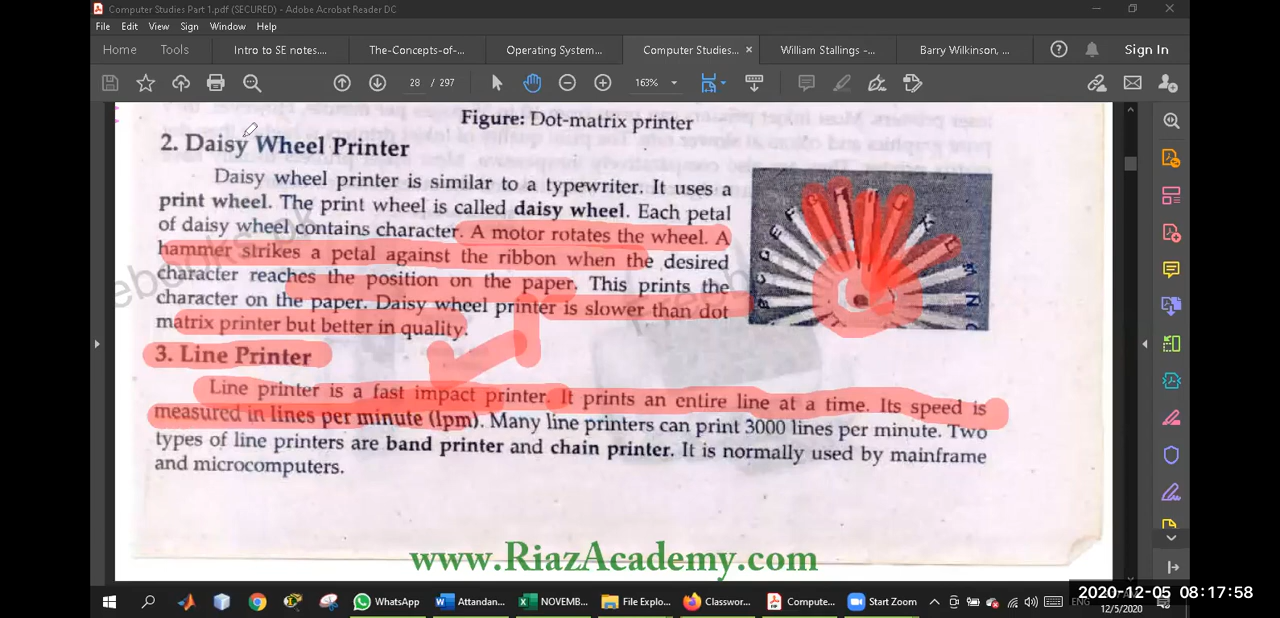 Computer Studies Part 1.pdf (SECURED) - Adobe Acrobat Reader DC
File Edit View Sign Window Help
Home Tools Intro to SE notes.... The-Concepts-of-... Operating System... Computer Studies... × William Stallings -... Barry Wilkinson, ... Sign In
28 / 297 163%
Figure: Dot-matrix printer
2. Daisy Wheel Printer
Daisy wheel printer is similar to a typewriter. It uses a
print wheel. The print wheel is called daisy wheel. Each petal
of daisy wheel contains character. A motor rotates the wheel. A
hammer strikes a petal against the ribbon when the desired
character reaches the position on the paper. This prints the
character on the paper. Daisy wheel printer is slower than dot
matrix printer but better in quality.
3. Line Printer
Line printer is a fast impact printer. It prints an entire line at a time. Its speed is
measured in lines per minute (lpm). Many line printers can print 3000 lines per minute. Two
types of line printers are band printer and chain printer. It is normally used by mainframe
and microcomputers.
www.RiazAcademy.com
WhatsApp Attandan... NOVEMB... File Explo... Classwor... Compute... Start Zoom ENG
2020-12-05 08:17:58
12/5/2020